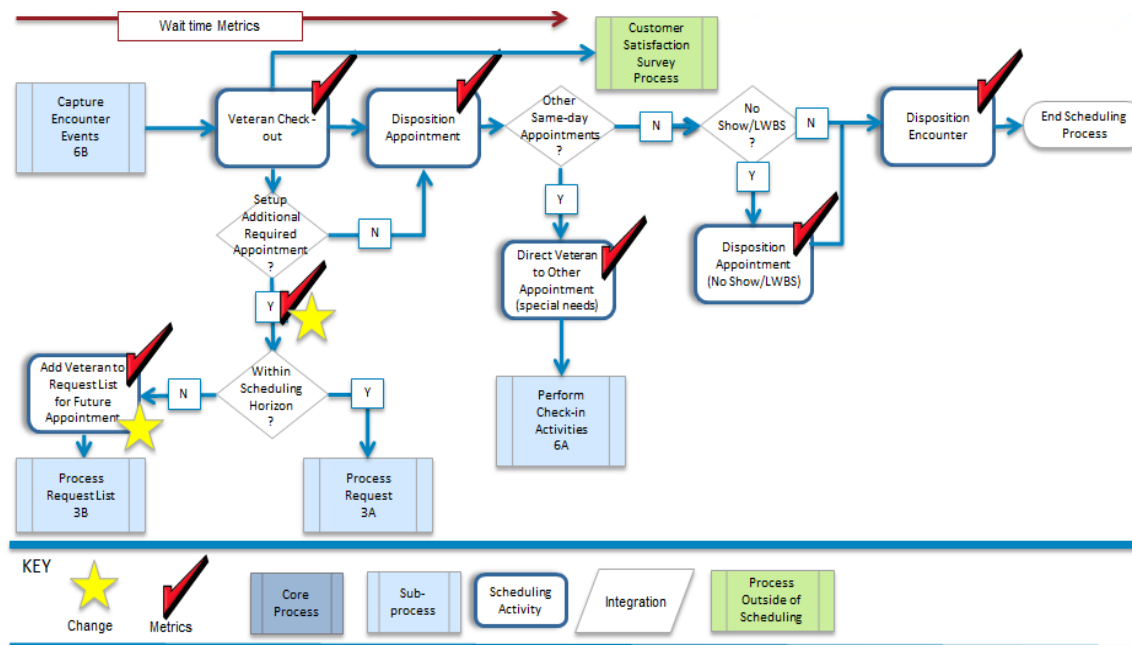 Wait time Metrics
Customer
Satisfaction
Survey
Process
Capture
Encounter
Events
6B
Veteran Check -
out
Disposition
Appointment
Other
Same-day
Appointments
?
N
No
Show/LWBS
?
N
Disposition
Encounter
End Scheduling
Process
Setup
Additional
Required
Appointment
?
N
Y
Y
Direct Veteran
to Other
Appointment
(special needs)
Disposition
Appointment
(No Show/LWBS)
Y
Add Veteran to
Request List
for Future
Appointment
N
Within
Scheduling
Horizon
?
Y
Perform
Check-in
Activities
6A
Process
Request List
3B
Process
Request
3A
KEY
Change
Metrics
Core
Process
Sub-
process
Scheduling
Activity
Integration
Process
Outside of
Scheduling